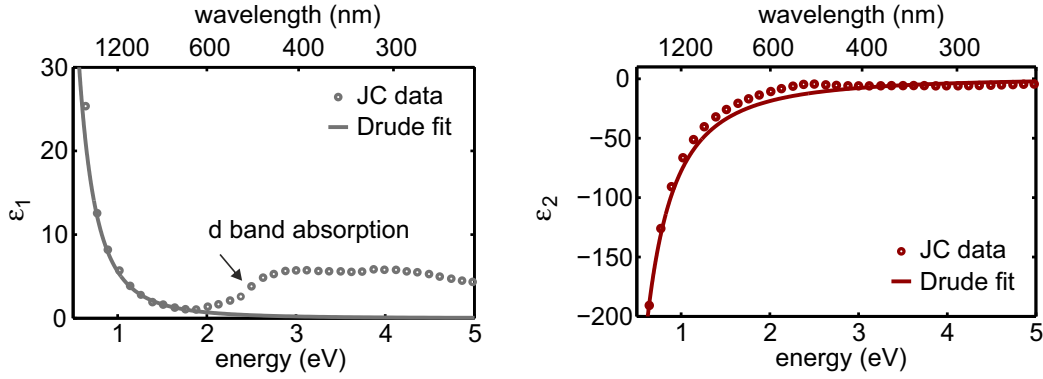 wavelength (nm)
1200 600 400 300
30
20
10
0
ε1
JC data
Drude fit
d band absorption
1 2 3 4 5
energy (eV)
wavelength (nm)
1200 600 400 300
0
−50
−100
−150
−200
ε2
JC data
Drude fit
1 2 3 4 5
energy (eV)